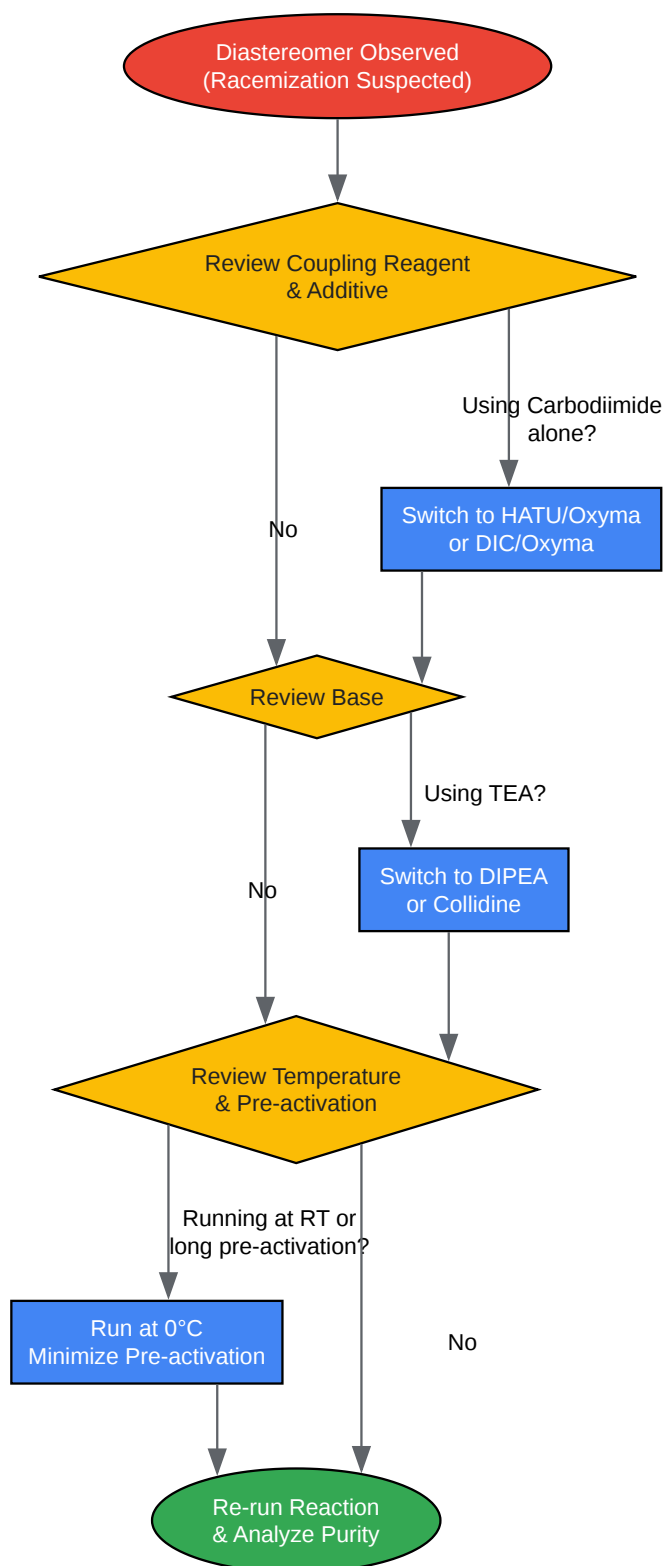 Diastereomer Observed
(Racemization Suspected)
Review Coupling Reagent
& Additive
Using Carbodiimide
alone?
Switch to HATU/Oxyma
or DIC/Oxyma
No
Review Base
Using TEA?
Switch to DIPEA
or Collidine
No
Review Temperature
& Pre-activation
Running at RT or
long pre-activation?
Run at 0°C
Minimize Pre-activation
No
Re-run Reaction
& Analyze Purity